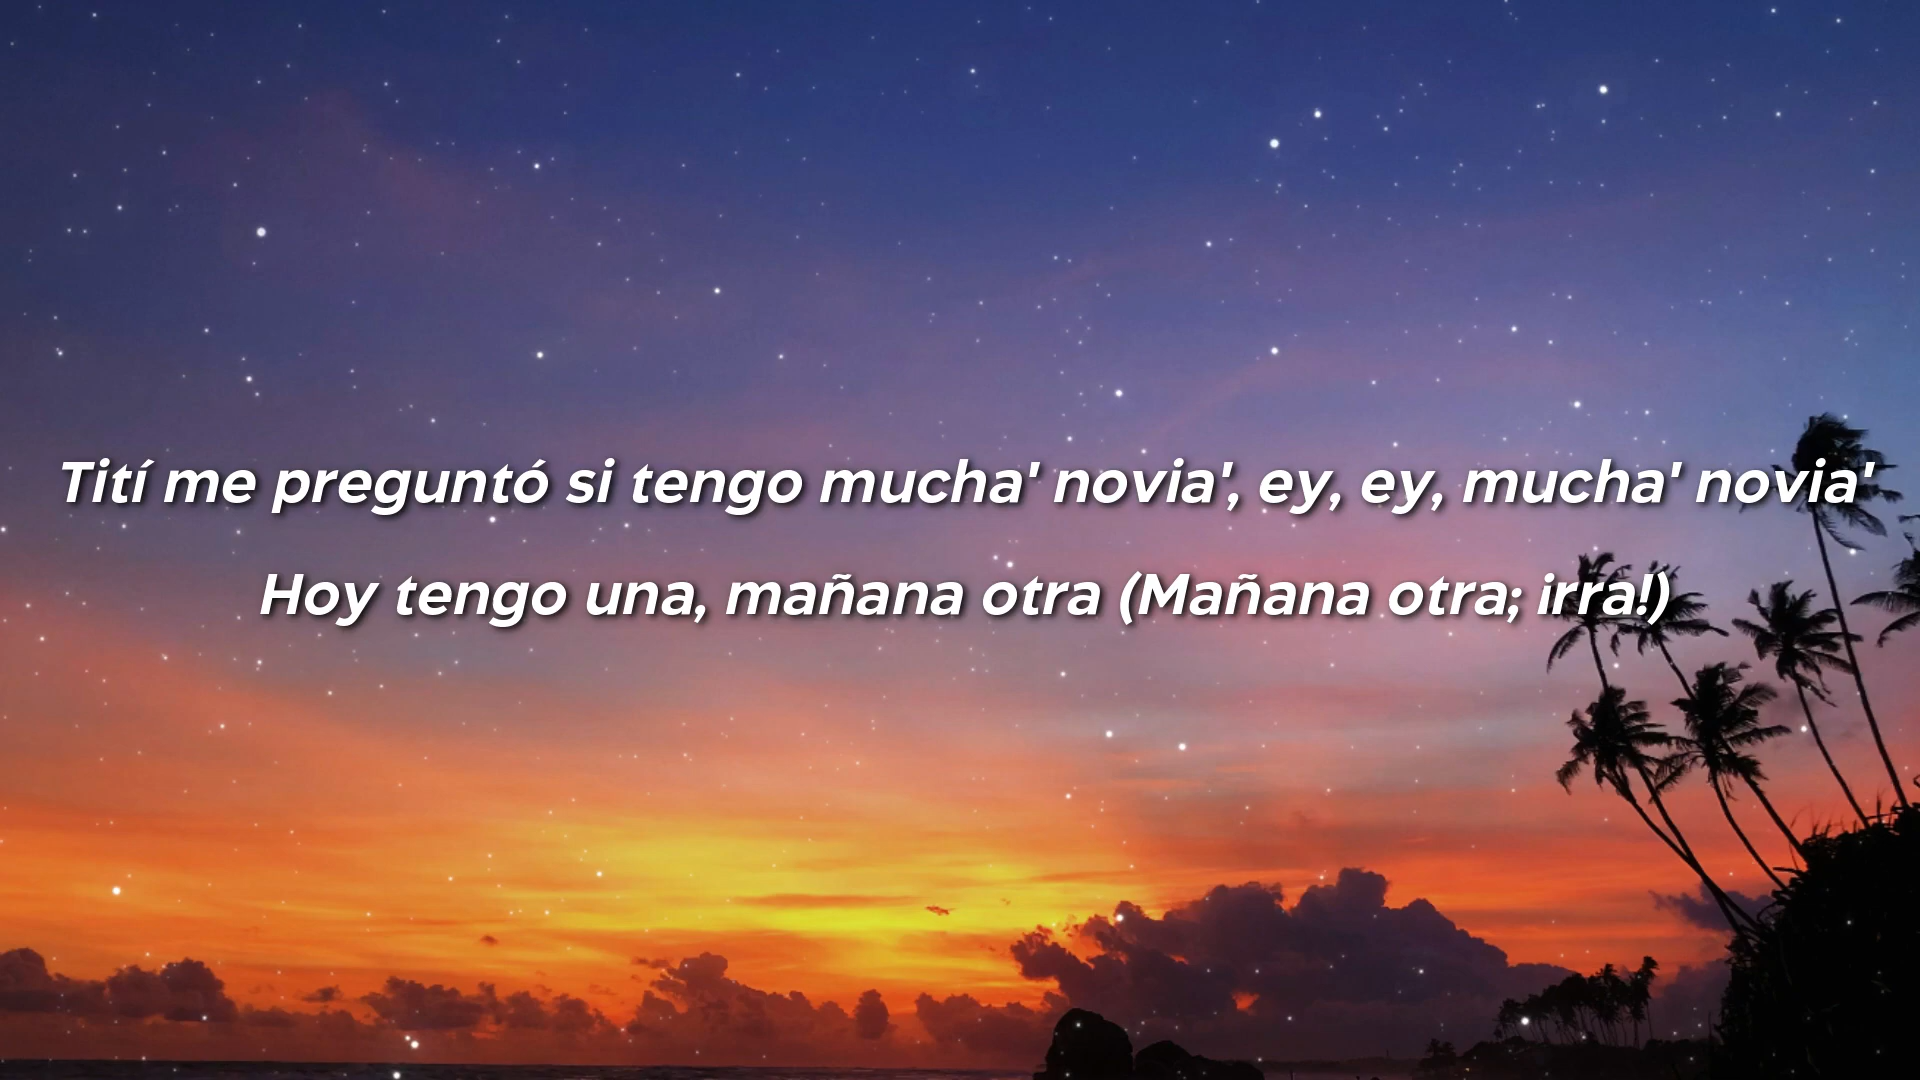 Tití me preguntó si tengo mucha' novia', ey, ey, mucha' novia'
Hoy tengo una, mañana otra (Mañana otra; irra!)